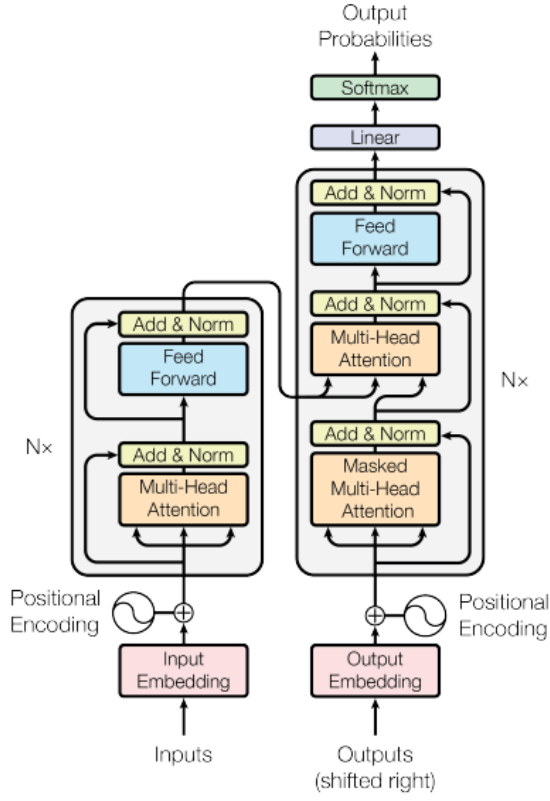 Output
Probabilities
Softmax
Linear
Add & Norm
Feed
Forward
Add & Norm
Multi-Head
Attention
Add & Norm
Masked
Multi-Head
Attention
N×
Add & Norm
Feed
Forward
Add & Norm
Multi-Head
Attention
N×
Positional
Encoding
Positional
Encoding
Input
Embedding
Output
Embedding
Inputs
Outputs
(shifted right)